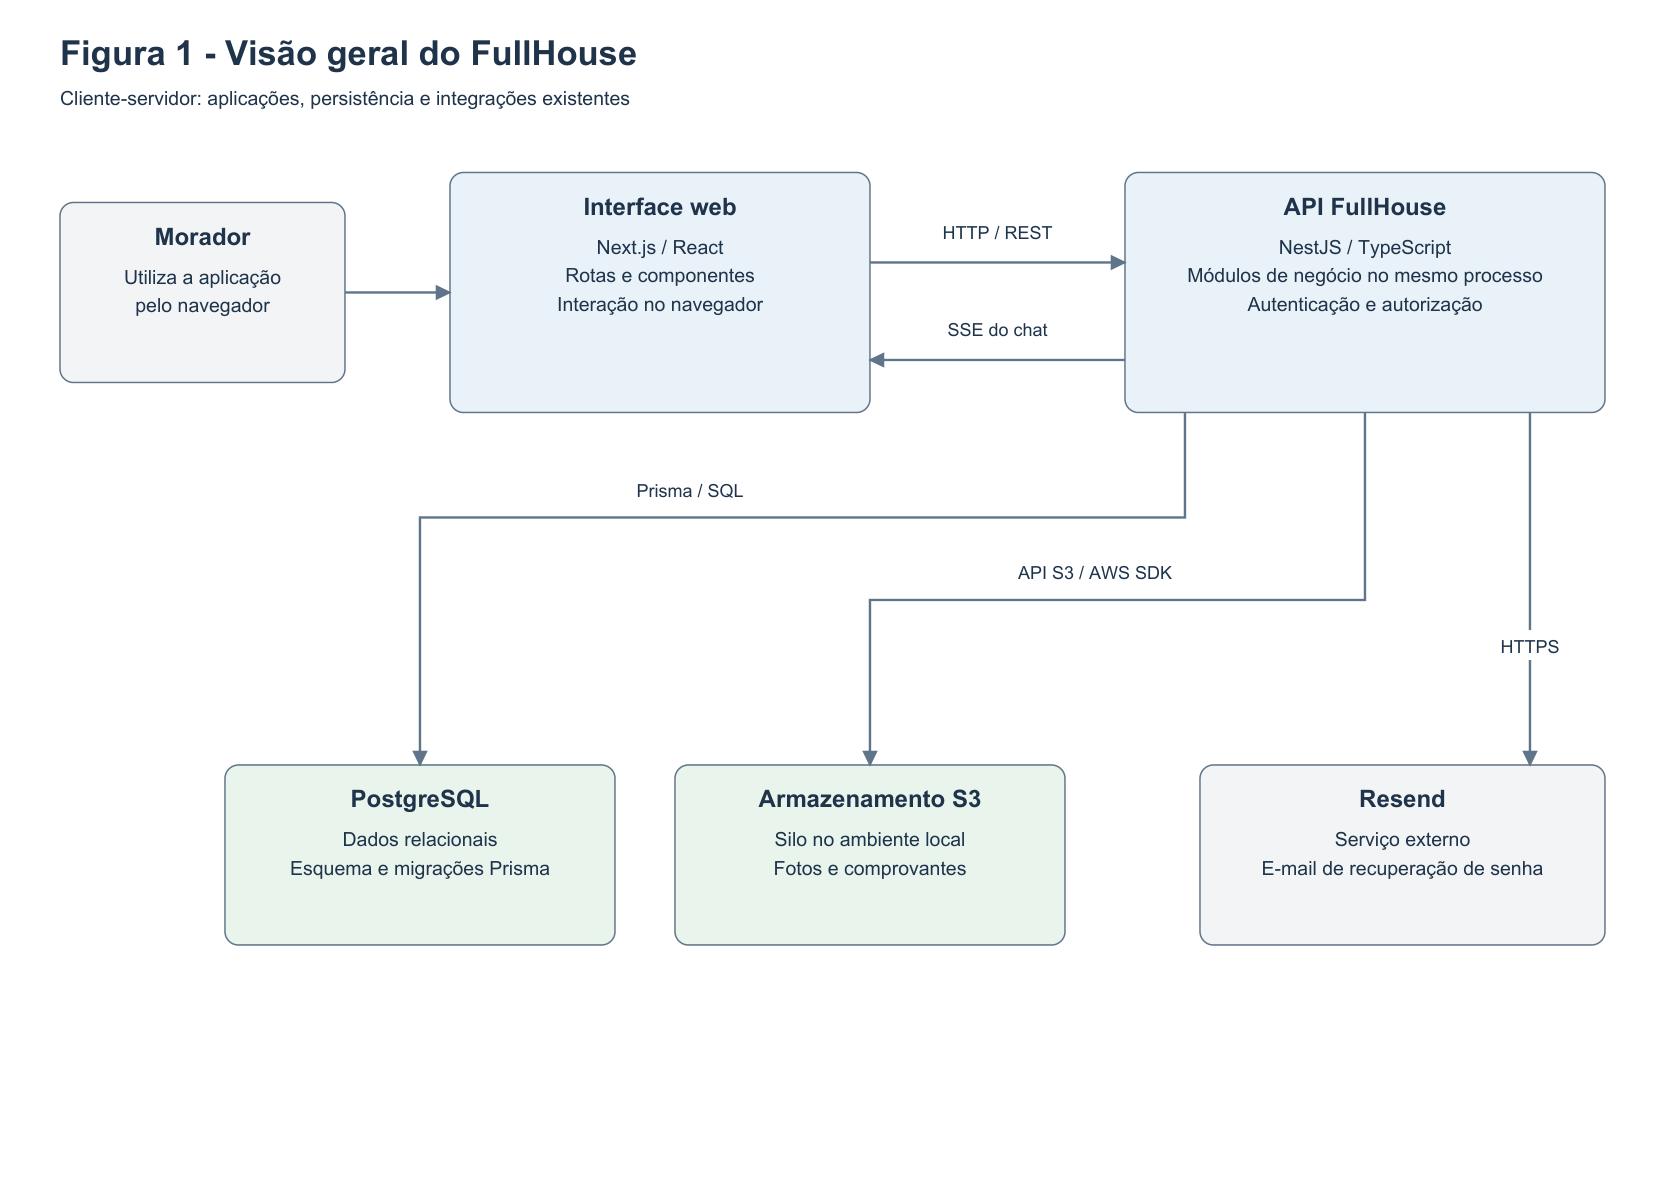 Figura 1 - Visão geral do FullHouse
Cliente-servidor: aplicações, persistência e integrações existentes
Morador
Utiliza a aplicação
pelo navegador
Interface web
Next.js / React
Rotas e componentes
Interação no navegador
HTTP / REST
SSE do chat
API FullHouse
NestJS / TypeScript
Módulos de negócio no mesmo processo
Autenticação e autorização
Prisma / SQL
API S3 / AWS SDK
HTTPS
PostgreSQL
Dados relacionais
Esquema e migrações Prisma
Armazenamento S3
Silo no ambiente local
Fotos e comprovantes
Resend
Serviço externo
E-mail de recuperação de senha